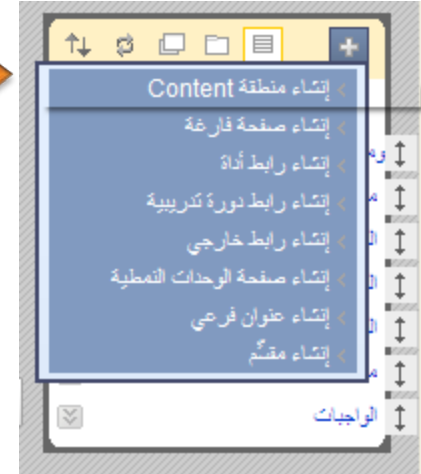 إنشاء منطقة Content
إنشاء صفحة فارغة
إنشاء رابط أداة
إنشاء رابط دورة تدريبية
إنشاء رابط خارجي
إنشاء صفحة الوحدات النمطية
إنشاء عنوان فرعي
إنشاء مقسّم
الواجبات